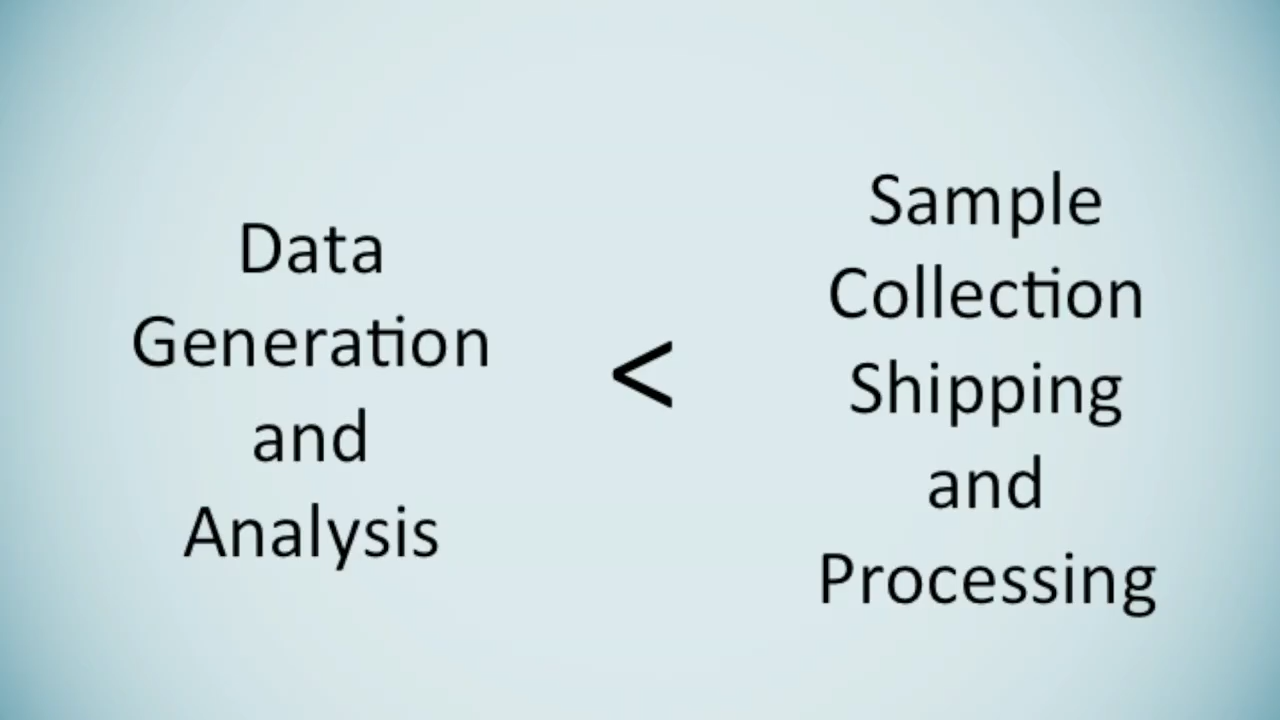 Data
Generation
and
Analysis
<
Sample
Collection
Shipping
and
Processing